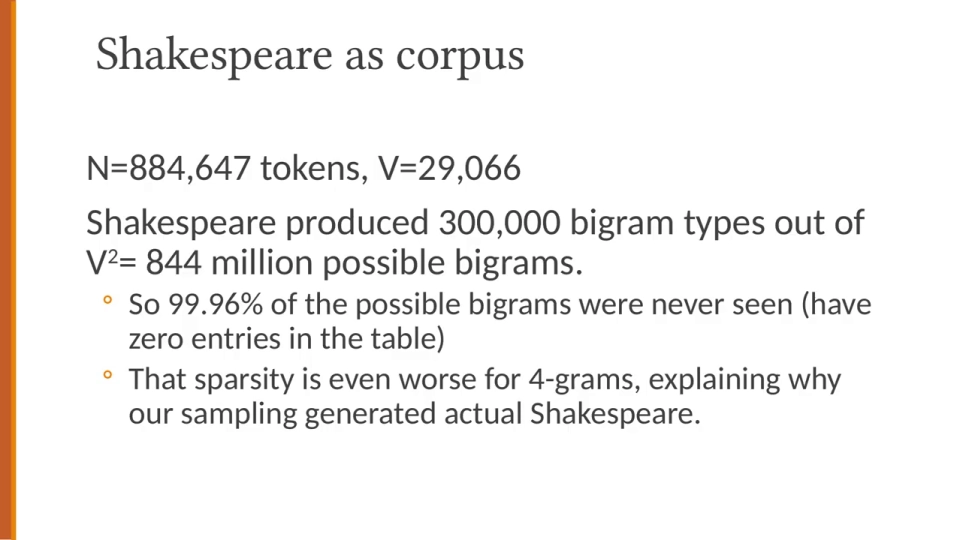 Shakespeare as corpus
N=884,647 tokens, V=29,066
Shakespeare produced 300,000 bigram types out of
V²= 844 million possible bigrams.
° So 99.96% of the possible bigrams were never seen (have
zero entries in the table)
° That sparsity is even worse for 4-grams, explaining why
our sampling generated actual Shakespeare.